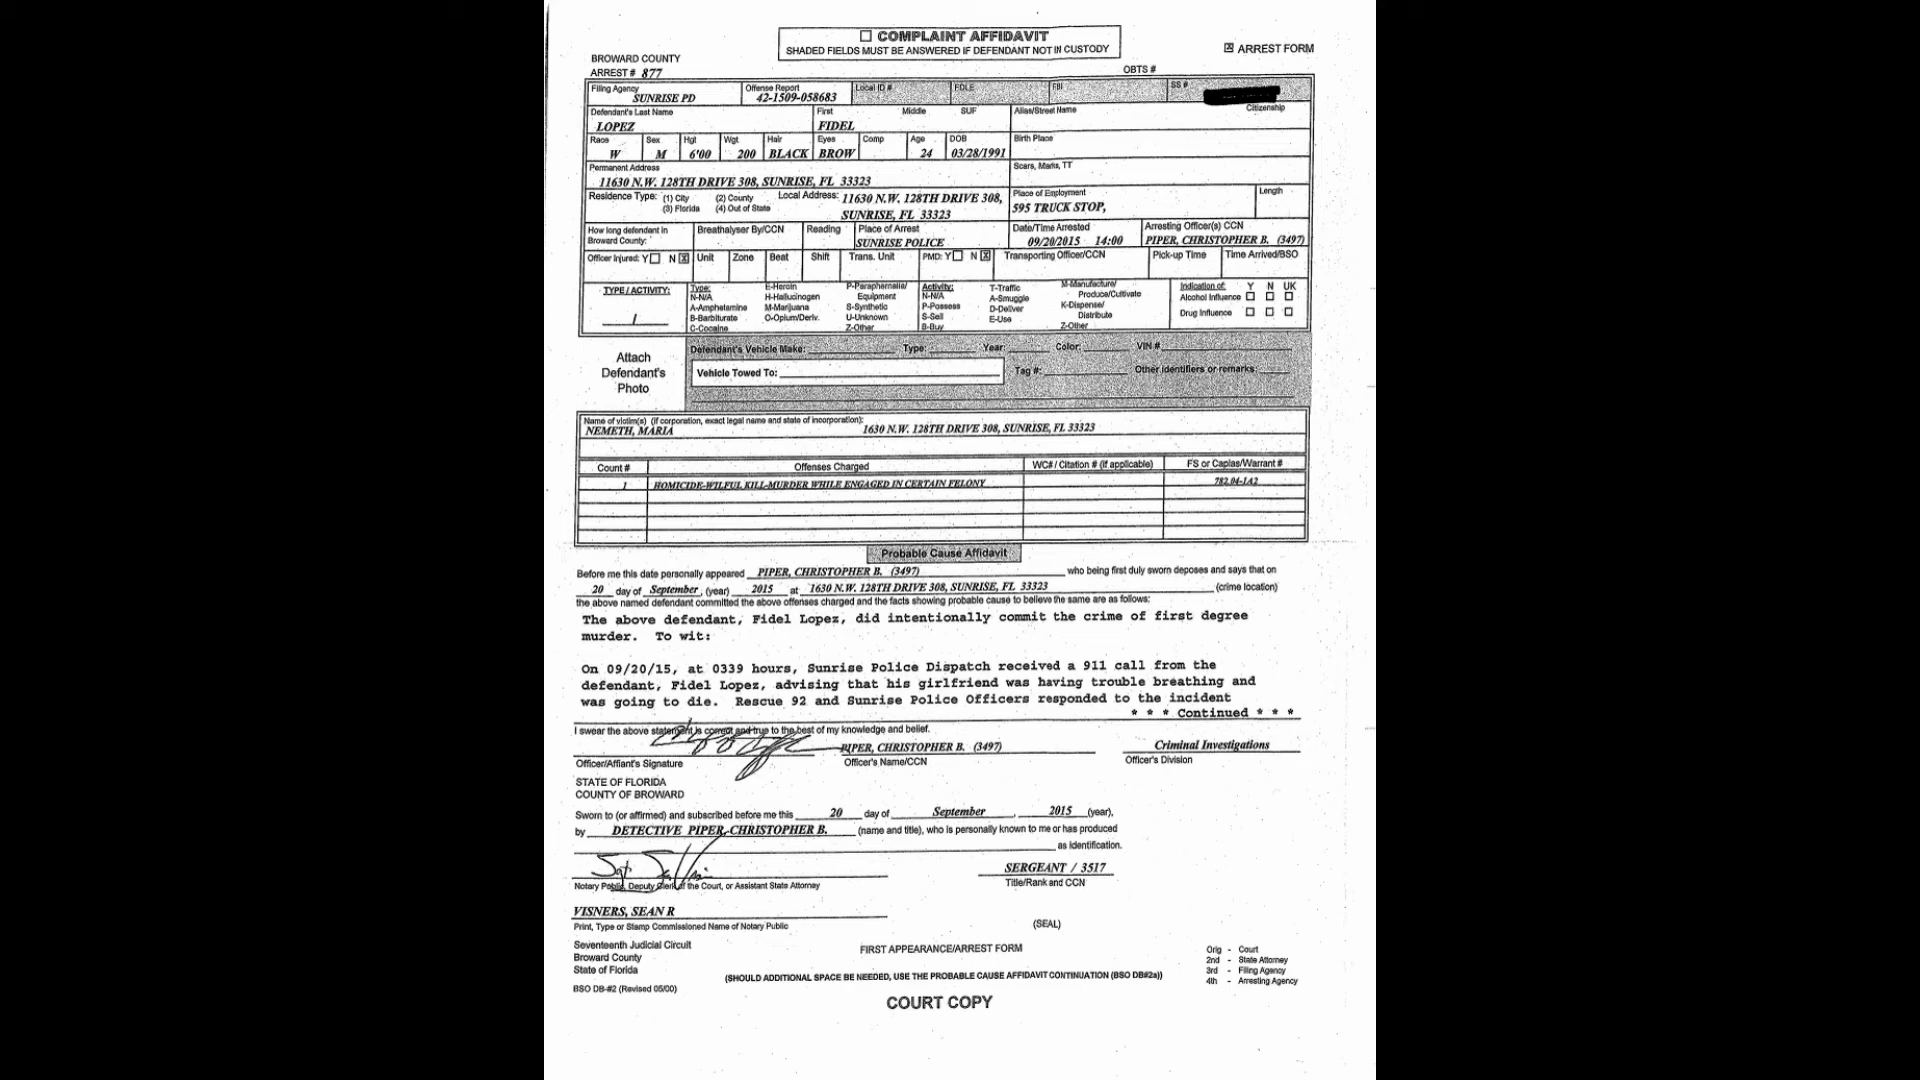 ☐ COMPLAINT AFFIDAVIT
SHADED FIELDS MUST BE ANSWERED IF DEFENDANT NOT IN CUSTODY
☒ ARREST FORM
BROWARD COUNTY
ARREST # 877
OBTS #
Filing Agency SUNRISE PD Offense Report 42-1509-058683 Local ID # FDLE FBI SS #
Citizenship
Defendant's Last Name First Middle SUF Alias/Street Name
LOPEZ FIDEL
Race Sex Hgt Wgt Hair Eyes Comp Age DOB Birth Place
W M 6'00 200 BLACK BROW 24 03/28/1991
Permanent Address Scars, Marks, TT
11630 N.W. 128TH DRIVE 308, SUNRISE, FL 33323
Residence Type: (1) City (2) County Local Address: 11630 N.W. 128TH DRIVE 308, Place of Employment Length
(3) Florida (4) Out of State SUNRISE, FL 33323 595 TRUCK STOP,
How long defendant in Broward County: Breathalyser By/CCN Reading Place of Arrest Date/Time Arrested Arresting Officer(s) CCN
SUNRISE POLICE 09/20/2015 14:00 PIPER, CHRISTOPHER B. (3497)
Officer Injured: Y☐ N☒ Unit Zone Beat Shift Trans. Unit PMD: Y☐ N☒ Transporting Officer/CCN Pick-up Time Time Arrived/BSO
TYPE / ACTIVITY: Type: E-Heroin P-Paraphernalia/ Activity: T-Traffic M-Manufacture/ Indication of: Y N UK
N-N/A H-Hallucinogen Equipment N-N/A A-Smuggle Produce/Cultivate Alcohol Influence ☐ ☐ ☐
A-Amphetamine M-Marijuana S-Synthetic P-Possess D-Deliver K-Dispense/
/ B-Barbiturate O-Opium/Deriv. U-Unknown S-Sell E-Use Distribute Drug Influence ☐ ☐ ☐
C-Cocaine Z-Other B-Buy Z-Other
Attach
Defendant's
Photo
Defendant's Vehicle Make: Type: Year: Color: VIN #
Vehicle Towed To: Tag #: Other identifiers or remarks:
Name of victim(s) (if corporation, exact legal name and state of incorporation):
NEMETH, MARIA 1630 N.W. 128TH DRIVE 308, SUNRISE, FL 33323
Count # Offenses Charged WC# / Citation # (if applicable) FS or Capias/Warrant #
1 HOMICIDE-WILFUL KILL-MURDER WHILE ENGAGED IN CERTAIN FELONY 782.04-1A2
Probable Cause Affidavit
Before me this date personally appeared PIPER, CHRISTOPHER B. (3497) who being first duly sworn deposes and says that on
20 day of September, (year) 2015 at 1630 N.W. 128TH DRIVE 308, SUNRISE, FL 33323 (crime location)
the above named defendant committed the above offenses charged and the facts showing probable cause to believe the same are as follows:
The above defendant, Fidel Lopez, did intentionally commit the crime of first degree
murder. To wit:
On 09/20/15, at 0339 hours, Sunrise Police Dispatch received a 911 call from the
defendant, Fidel Lopez, advising that his girlfriend was having trouble breathing and
was going to die. Rescue 92 and Sunrise Police Officers responded to the incident
* * * Continued * * *
I swear the above statement is correct and true to the best of my knowledge and belief.
PIPER, CHRISTOPHER B. (3497) Criminal Investigations
Officer/Affiant's Signature Officer's Name/CCN Officer's Division
STATE OF FLORIDA
COUNTY OF BROWARD
Sworn to (or affirmed) and subscribed before me this 20 day of September, 2015 (year),
by DETECTIVE PIPER, CHRISTOPHER B. (name and title), who is personally known to me or has produced
as identification.
SERGEANT / 3517
Notary Public, Deputy Clerk of the Court, or Assistant State Attorney Title/Rank and CCN
VISNERS, SEAN R
Print, Type or Stamp Commissioned Name of Notary Public (SEAL)
Seventeenth Judicial Circuit
Broward County
State of Florida
FIRST APPEARANCE/ARREST FORM
Orig - Court
2nd - State Attorney
3rd - Filing Agency
4th - Arresting Agency
(SHOULD ADDITIONAL SPACE BE NEEDED, USE THE PROBABLE CAUSE AFFIDAVIT CONTINUATION (BSO DB#2a))
BSO DB-#2 (Revised 05/00)
COURT COPY